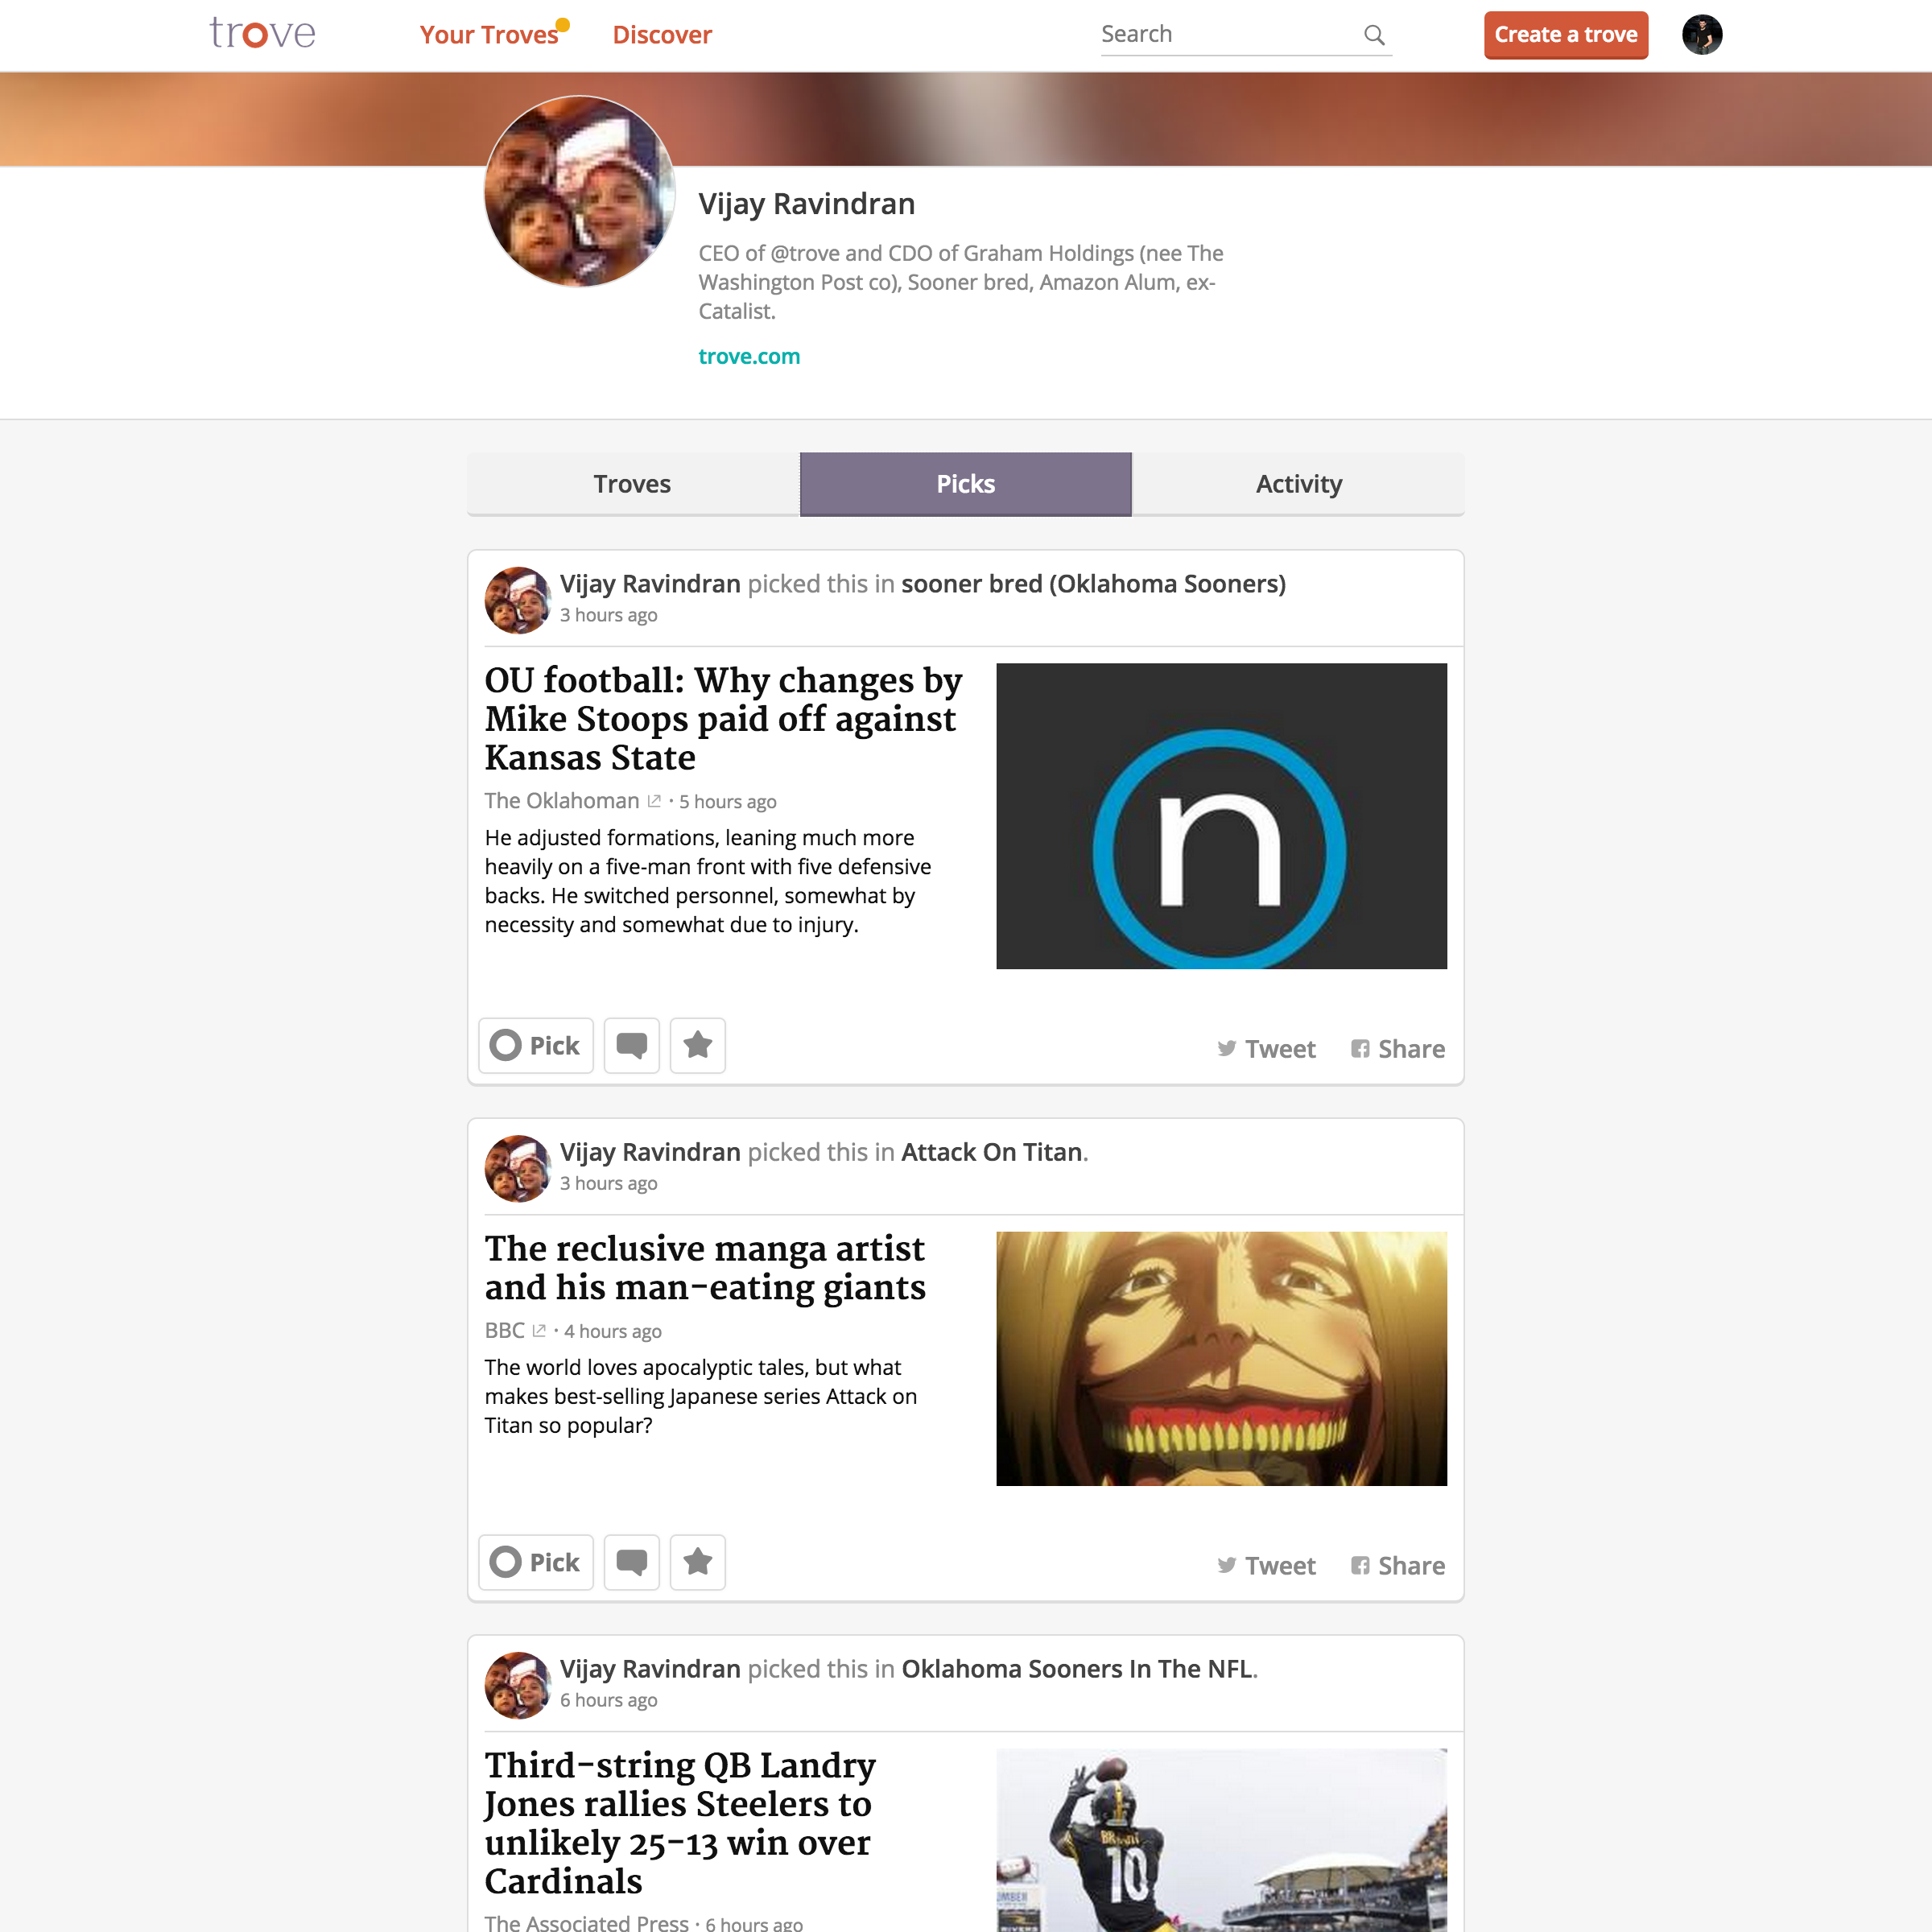 trove
Your Troves
Discover
Search
Create a trove
Vijay Ravindran
CEO of @trove and CDO of Graham Holdings (nee The
Washington Post co), Sooner bred, Amazon Alum, ex-
Catalist.
trove.com
Troves
Picks
Activity
Vijay Ravindran picked this in sooner bred (Oklahoma Sooners)
3 hours ago
OU football: Why changes by
Mike Stoops paid off against
Kansas State
The Oklahoman · 5 hours ago
He adjusted formations, leaning much more
heavily on a five-man front with five defensive
backs. He switched personnel, somewhat by
necessity and somewhat due to injury.
n
Pick
Tweet
Share
Vijay Ravindran picked this in Attack On Titan.
3 hours ago
The reclusive manga artist
and his man-eating giants
BBC · 4 hours ago
The world loves apocalyptic tales, but what
makes best-selling Japanese series Attack on
Titan so popular?
Pick
Tweet
Share
Vijay Ravindran picked this in Oklahoma Sooners In The NFL.
6 hours ago
Third-string QB Landry
Jones rallies Steelers to
unlikely 25-13 win over
Cardinals
The Associated Press · 6 hours ago
BRYANT
10